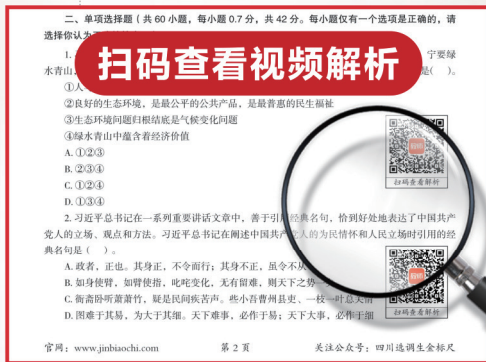 二、单项选择题（共 60 小题，每小题 0.7 分，共 42 分。每小题仅有一个选项是正确的，请
选择你认为
扫码查看视频解析
1. 宁要绿
水青山， 是（ ）。
①人
②良好的生态环境，是最公平的公共产品，是最普惠的民生福祉
③生态环境问题归根结底是气候变化问题
④绿水青山中蕴含着经济价值
A. ①②③
B. ②③④
C. ①②④
D. ①③④
扫码查看解析
2. 习近平总书记在一系列重要讲话文章中，善于引用经典名句，恰到好处地表达了中国共产
党人的立场、观点和方法。习近平总书记在阐述中国共产党人的为民情怀和人民立场时引用的经
典名句是（ ）。
A. 政者，正也。其身正，不令而行；其身不正，虽令不从
B. 如身使臂，如臂使指，叱咤变化，无有留难，则天下之势一
C. 衙斋卧听萧萧竹，疑是民间疾苦声。些小吾曹州县吏，一枝一叶总关情
D. 图难于其易，为大于其细。天下难事，必作于易；天下大事，必作于细
扫码查看解析
官网：www.jinbiaochi.com 第 2 页 关注公众号：四川选调生金标尺